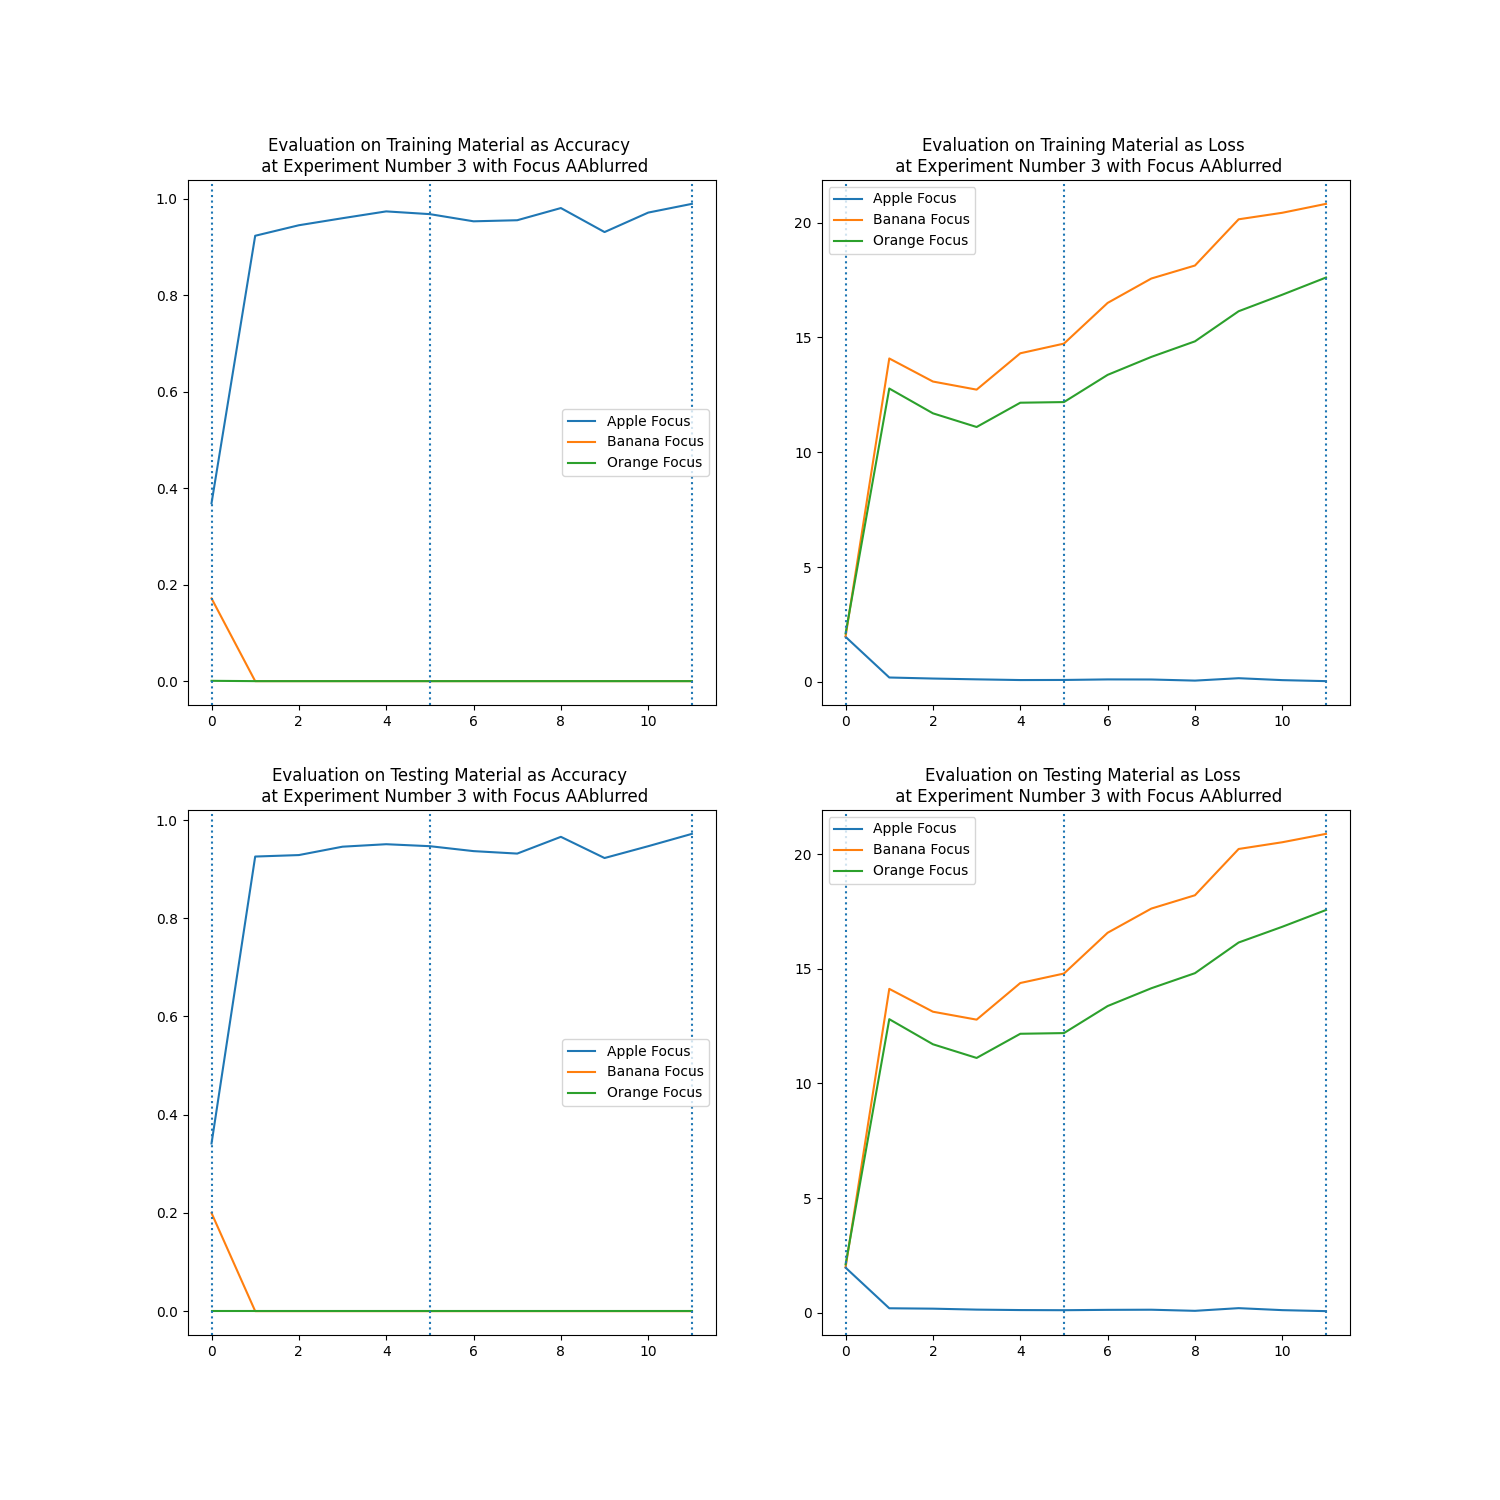 Evaluation on Training Material as Accuracy
at Experiment Number 3 with Focus AAblurred
1.0
0.8
0.6
0.4
0.2
0.0
Apple Focus
Banana Focus
Orange Focus
0 2 4 6 8 10
Evaluation on Training Material as Loss
at Experiment Number 3 with Focus AAblurred
Apple Focus
Banana Focus
Orange Focus
20
15
10
5
0
0 2 4 6 8 10
Evaluation on Testing Material as Accuracy
at Experiment Number 3 with Focus AAblurred
1.0
0.8
0.6
0.4
0.2
0.0
Apple Focus
Banana Focus
Orange Focus
0 2 4 6 8 10
Evaluation on Testing Material as Loss
at Experiment Number 3 with Focus AAblurred
Apple Focus
Banana Focus
Orange Focus
20
15
10
5
0
0 2 4 6 8 10